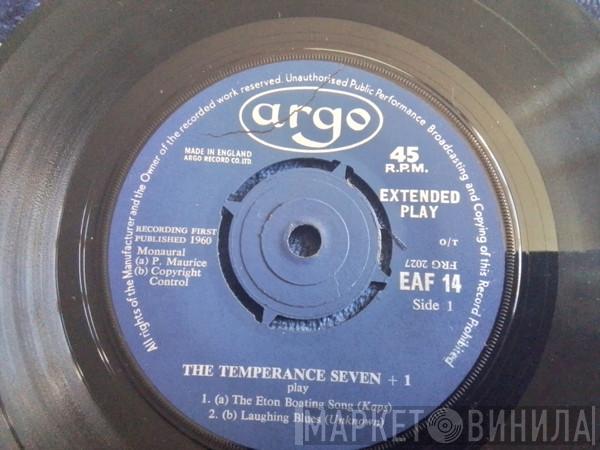 All rights of the Manufacturer and the Owner of the recorded work reserved. Unauthorised Public Performance Broadcasting and Copying of this Record Prohibited
argo
MADE IN ENGLAND
ARGO RECORD CO. LTD.
45
R.P.M.
EXTENDED
PLAY
RECORDING FIRST
PUBLISHED 1960
Monaural
(a) P. Maurice
(b) Copyright
Control
O/T
FRG 2027
EAF 14
Side 1
THE TEMPERANCE SEVEN + 1
play
1. (a) The Eton Boating Song (Kaps)
2. (b) Laughing Blues (Unknown)
МАРКЕТ ВИНИЛА